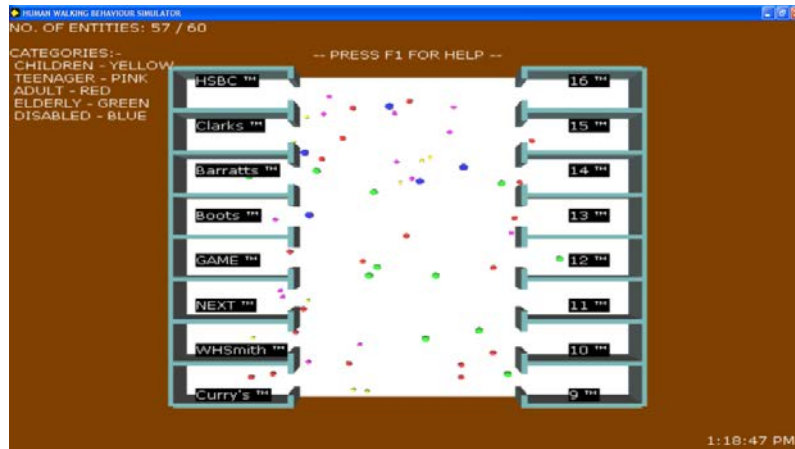 HUMAN WALKING BEHAVIOUR SIMULATOR
NO. OF ENTITIES: 57 / 60
CATEGORIES:-
CHILDREN - YELLOW
TEENAGER - PINK
ADULT - RED
ELDERLY - GREEN
DISABLED - BLUE
-- PRESS F1 FOR HELP --
HSBC ™
Clarks ™
Barratts ™
Boots ™
GAME ™
NEXT ™
WHSmith ™
Curry's ™
16 ™
15 ™
14 ™
13 ™
12 ™
11 ™
10 ™
9 ™
1:18:47 PM